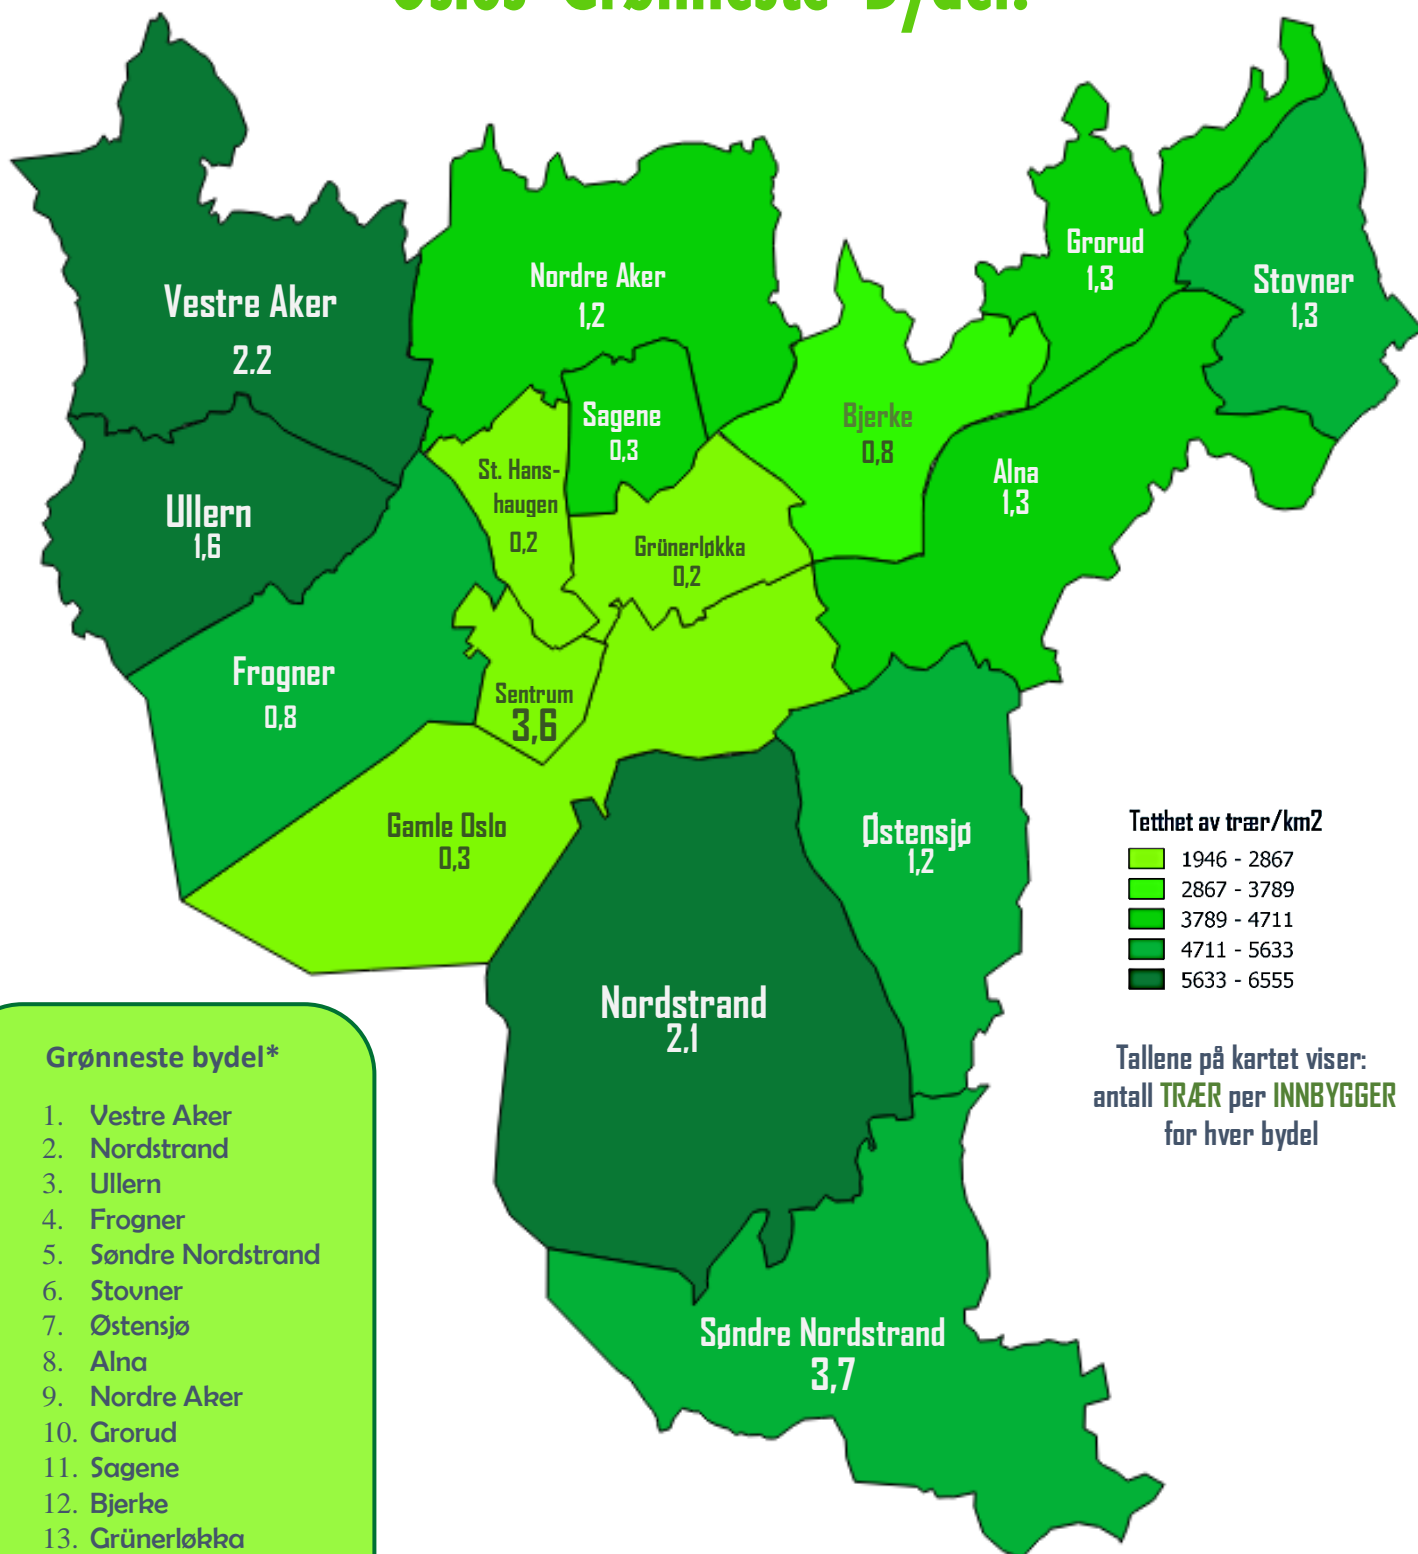 Oslos Grønneste Bydel!
Vestre Aker
2.2
Nordre Aker
1,2
Grorud
1,3
Stovner
1,3
Sagene
0,3
Bjerke
0,8
St. Hans-
haugen
0,2
Alna
1,3
Ullern
1,6
Grünerløkka
0,2
Frogner
0,8
Sentrum
3,6
Gamle Oslo
0,3
Østensjø
1,2
Nordstrand
2,1
Søndre Nordstrand
3,7
Tetthet av trær/km2
1946 - 2867
2867 - 3789
3789 - 4711
4711 - 5633
5633 - 6555
Tallene på kartet viser:
antall TRÆR per INNBYGGER
for hver bydel
Grønneste bydel*
1. Vestre Aker
2. Nordstrand
3. Ullern
4. Frogner
5. Søndre Nordstrand
6. Stovner
7. Østensjø
8. Alna
9. Nordre Aker
10. Grorud
11. Sagene
12. Bjerke
13. Grünerløkka